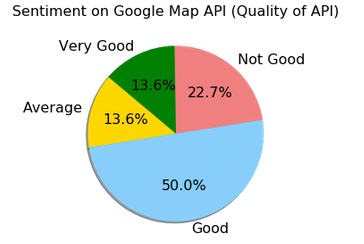 Sentiment on Google Map API (Quality of API)
Very Good
Not Good
13.6%
22.7%
Average
13.6%
50.0%
Good